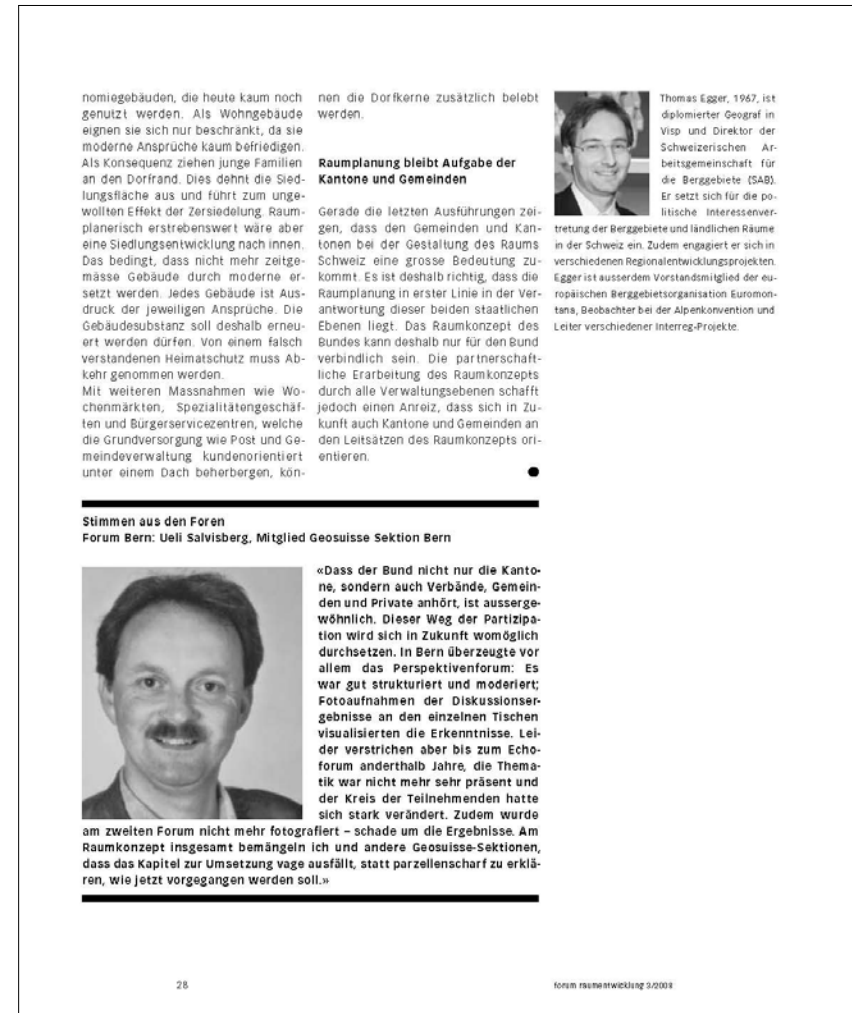 nomiegebäuden, die heute kaum noch
genutzt werden. Als Wohngebäude
eignen sie sich nur beschränkt, da sie
moderne Ansprüche kaum befriedigen.
Als Konsequenz ziehen junge Familien
an den Dorfrand. Dies dehnt die Sied-
lungsfläche aus und führt zum unge-
wollten Effekt der Zersiedelung. Raum-
planerisch erstrebenswert wäre aber
eine Siedlungsentwicklung nach innen.
Das bedingt, dass nicht mehr zeitge-
mässe Gebäude durch moderne er-
setzt werden. Jedes Gebäude ist Aus-
druck der jeweiligen Ansprüche. Die
Gebäudesubstanz soll deshalb erneu-
ert werden dürfen. Von einem falsch
verstandenen Heimatschutz muss Ab-
kehr genommen werden.
Mit weiteren Massnahmen wie Wo-
chenmärkten, Spezialitätengeschäf-
ten und Bürgerservicezentren, welche
die Grundversorgung wie Post und Ge-
meindeverwaltung kundenorientiert
unter einem Dach beherbergen, kön-
nen die Dorfkerne zusätzlich belebt
werden.
Raumplanung bleibt Aufgabe der
Kantone und Gemeinden
Gerade die letzten Ausführungen zei-
gen, dass den Gemeinden und Kan-
tonen bei der Gestaltung des Raums
Schweiz eine grosse Bedeutung zu-
kommt. Es ist deshalb richtig, dass die
Raumplanung in erster Linie in der Ver-
antwortung dieser beiden staatlichen
Ebenen liegt. Das Raumkonzept des
Bundes kann deshalb nur für den Bund
verbindlich sein. Die partnerschaft-
liche Erarbeitung des Raumkonzepts
durch alle Verwaltungsebenen schafft
jedoch einen Anreiz, dass sich in Zu-
kunft auch Kantone und Gemeinden an
den Leitsätzen des Raumkonzepts ori-
entieren.
Thomas Egger, 1967, ist
diplomierter Geograf in
Visp und Direktor der
Schweizerischen Ar-
beitsgemeinschaft für
die Berggebiete (SAB).
Er setzt sich für die po-
litische Interessenver-
tretung der Berggebiete und ländlichen Räume
in der Schweiz ein. Zudem engagiert er sich in
verschiedenen Regionalentwicklungsprojekten.
Egger ist ausserdem Vorstandsmitglied der eu-
ropäischen Berggebietsorganisation Euromon-
tana, Beobachter bei der Alpenkonvention und
Leiter verschiedener Interreg-Projekte.
Stimmen aus den Foren
Forum Bern: Ueli Salvisberg, Mitglied Geosuisse Sektion Bern
«Dass der Bund nicht nur die Kanto-
ne, sondern auch Verbände, Gemein-
den und Private anhört, ist ausserge-
wöhnlich. Dieser Weg der Partizipa-
tion wird sich in Zukunft womöglich
durchsetzen. In Bern überzeugte vor
allem das Perspektivenforum: Es
war gut strukturiert und moderiert;
Fotoaufnahmen der Diskussionser-
gebnisse an den einzelnen Tischen
visualisierten die Erkenntnisse. Lei-
der verstrichen aber bis zum Echo-
forum anderthalb Jahre, die Thema-
tik war nicht mehr sehr präsent und
der Kreis der Teilnehmenden hatte
sich stark verändert. Zudem wurde
am zweiten Forum nicht mehr fotografiert – schade um die Ergebnisse. Am
Raumkonzept insgesamt bemängeln ich und andere Geosuisse-Sektionen,
dass das Kapitel zur Umsetzung vage ausfällt, statt parzellenscharf zu erklä-
ren, wie jetzt vorgegangen werden soll.»
28
forum raumentwicklung 3/2008